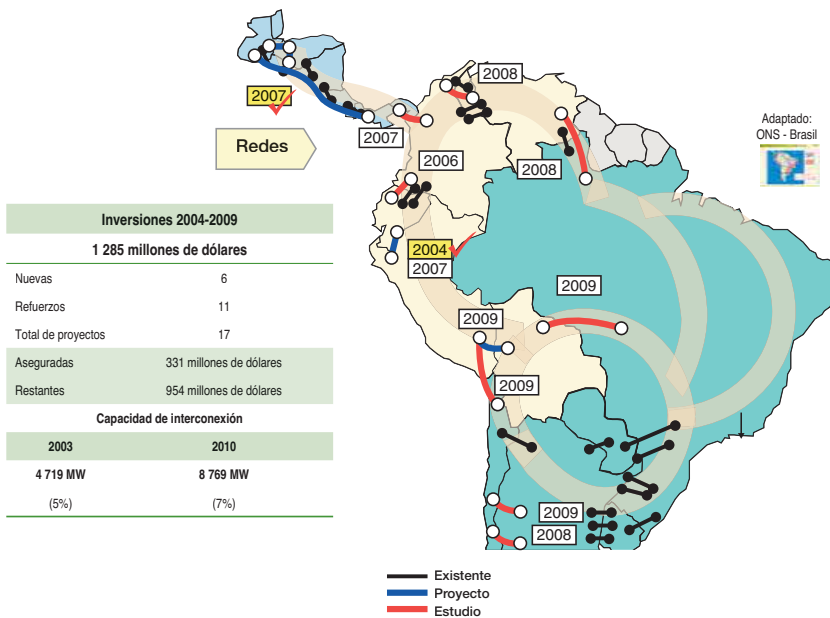 2008
2007
Redes
2007
2006
2008
Adaptado:
ONS - Brasil
Inversiones 2004-2009
1 285 millones de dólares
Nuevas 6
Refuerzos 11
Total de proyectos 17
Aseguradas 331 millones de dólares
Restantes 954 millones de dólares
Capacidad de interconexión
2003 2010
4 719 MW 8 769 MW
(5%) (7%)
2004
2007
2009
2009
2009
2009
2008
Existente
Proyecto
Estudio